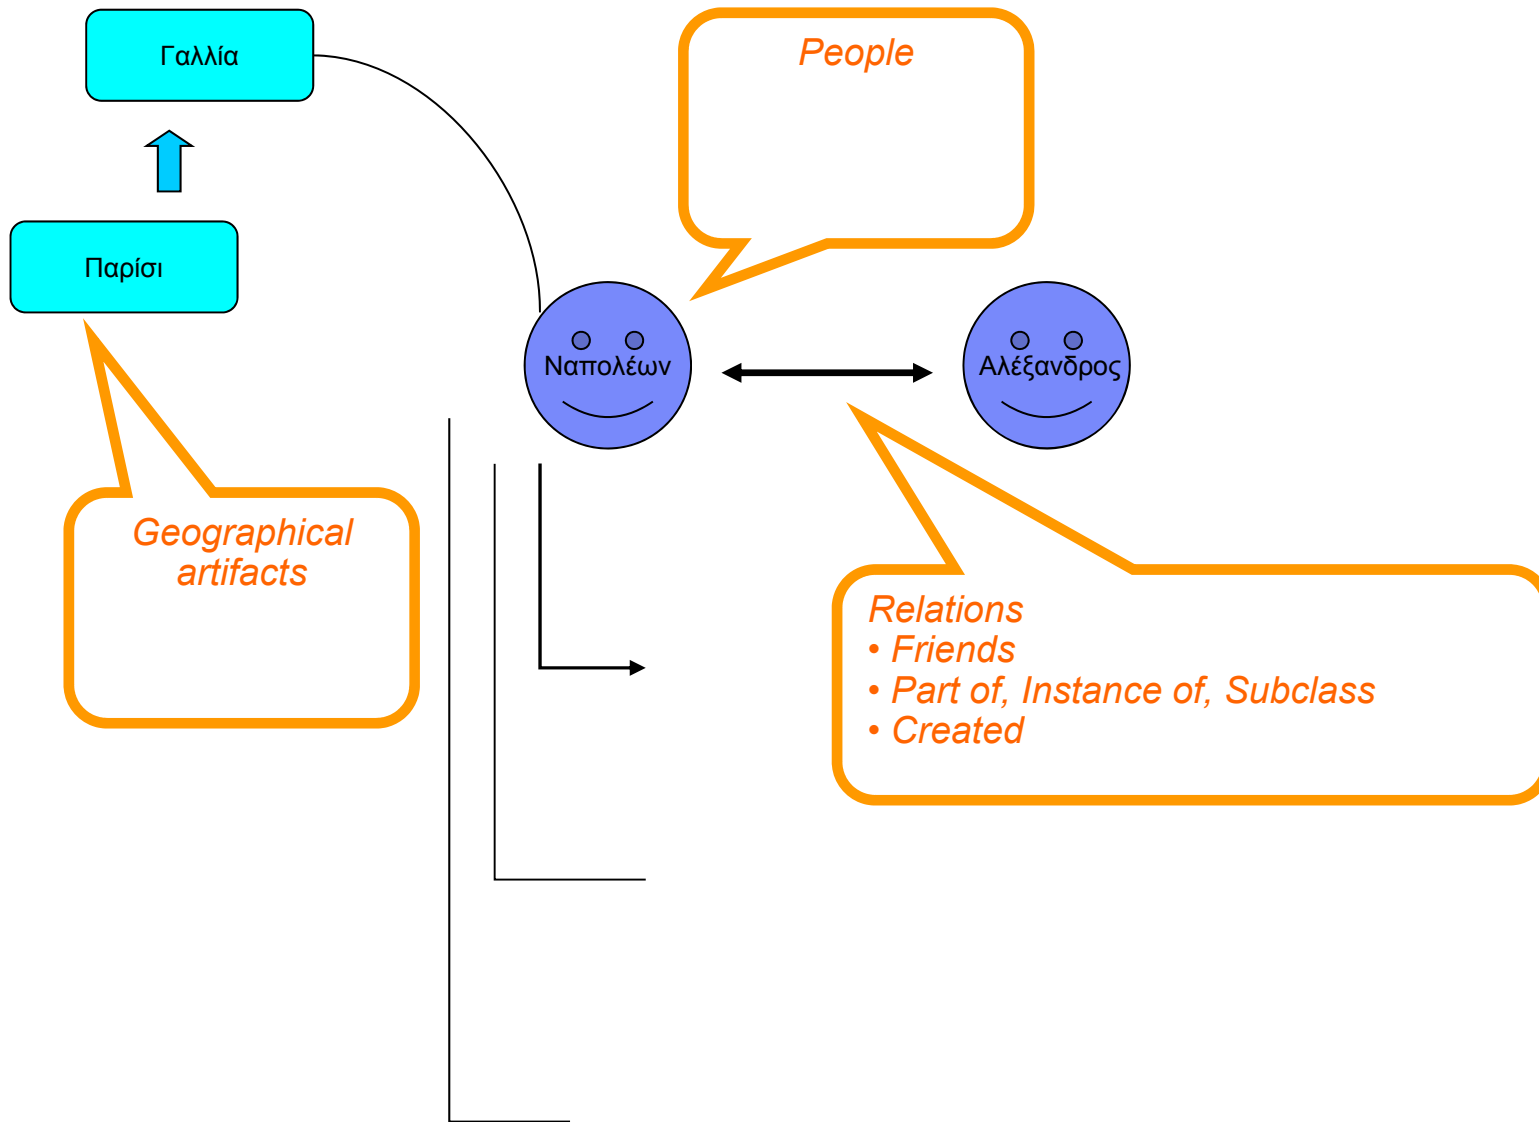 Γαλλία
People
Παρίσι
Ναπολέων
Αλέξανδρος
Geographical
artifacts
Relations
• Friends
• Part of, Instance of, Subclass
• Created